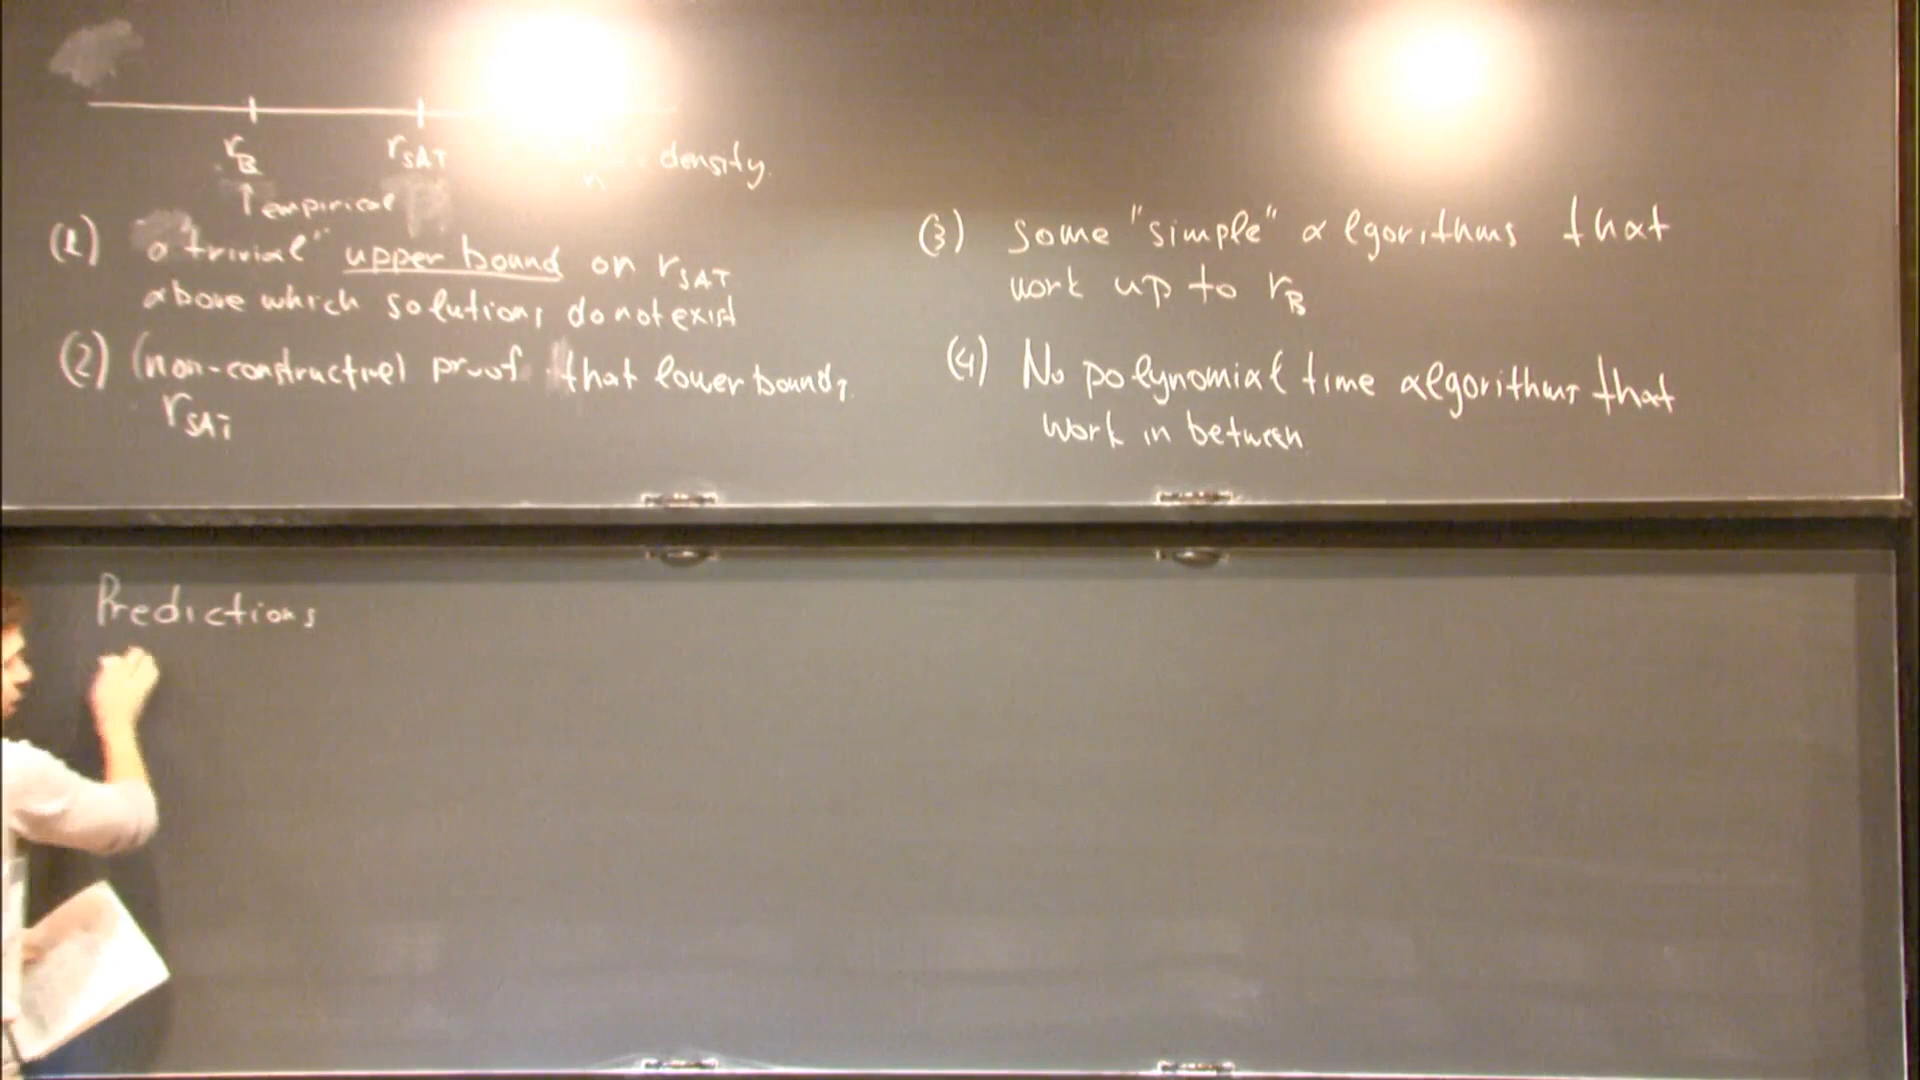 r_B r_SAT n density.
↑ empirical
(1) a "trivial" upper bound on r_SAT
above which solutions do not exist
(2) (non-constructive) proof that lower bounds
r_SAT
(3) some "simple" algorithms that
work up to r_B
(4) No polynomial time algorithms that
work in between
Predictions